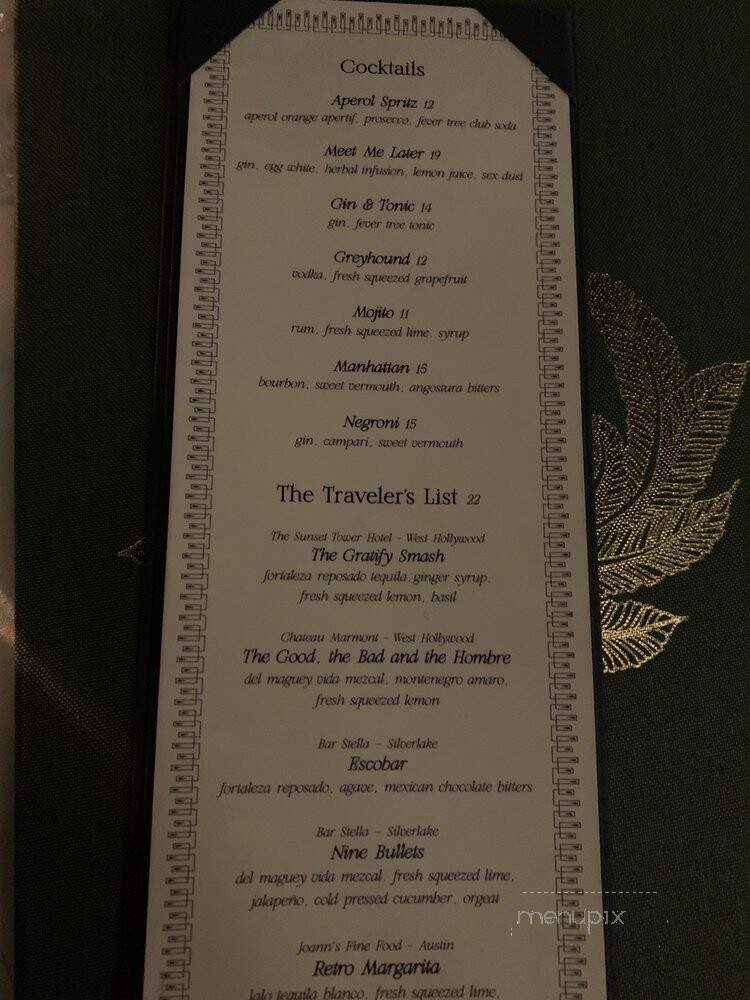 Cocktails
Aperol Spritz 12
aperol orange apertif, prosecco, fever tree club soda
Meet Me Later 19
gin, egg white, herbal infusion, lemon juice, sex dust
Gin & Tonic 14
gin, fever tree tonic
Greyhound 12
vodka, fresh squeezed grapefruit
Mojito 11
rum, fresh squeezed lime, syrup
Manhattan 15
bourbon, sweet vermouth, angostura bitters
Negroni 15
gin, campari, sweet vermouth
The Traveler's List 22
The Sunset Tower Hotel - West Hollywood
The Gratify Smash
fortaleza reposado tequila, ginger syrup,
fresh squeezed lemon, basil
Chateau Marmont - West Hollywood
The Good, the Bad and the Hombre
del maguey vida mezcal, montenegro amaro,
fresh squeezed lemon
Bar Stella - Silverlake
Escobar
fortaleza reposado, agave, mexican chocolate bitters
Bar Stella - Silverlake
Nine Bullets
del maguey vida mezcal, fresh squeezed lime,
jalapeño, cold pressed cucumber, orgeat
menupix
Joann's Fine Food - Austin
Retro Margarita
lalo tequila blanco, fresh squeezed lime,